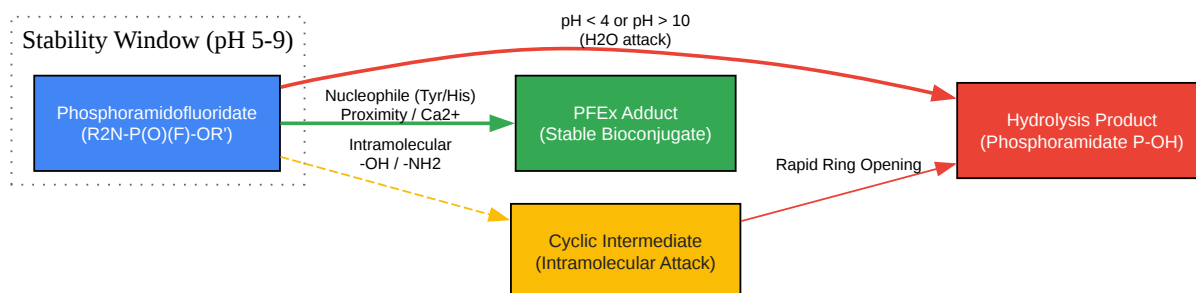 Stability Window (pH 5-9)
Phosphoramidofluoridate
(R2N-P(O)(F)-OR')
pH < 4 or pH > 10
(H2O attack)
Nucleophile (Tyr/His)
Proximity / Ca2+
Intramolecular
-OH / -NH2
PFEx Adduct
(Stable Bioconjugate)
Cyclic Intermediate
(Intramolecular Attack)
Rapid Ring Opening
Hydrolysis Product
(Phosphoramidate P-OH)